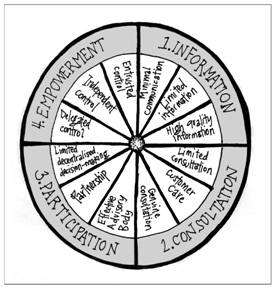 1. INFORMATION
Minimal
communication
Limited
information
High quality
information
2. CONSULTATION
Limited
consultation
Customer
care
Genuine
consultation
3. PARTICIPATION
Effective
Advisory
Body
Partnership
Limited
decentralised
decision-making
4. EMPOWERMENT
Delegated
control
Independent
control
Entrusted
control